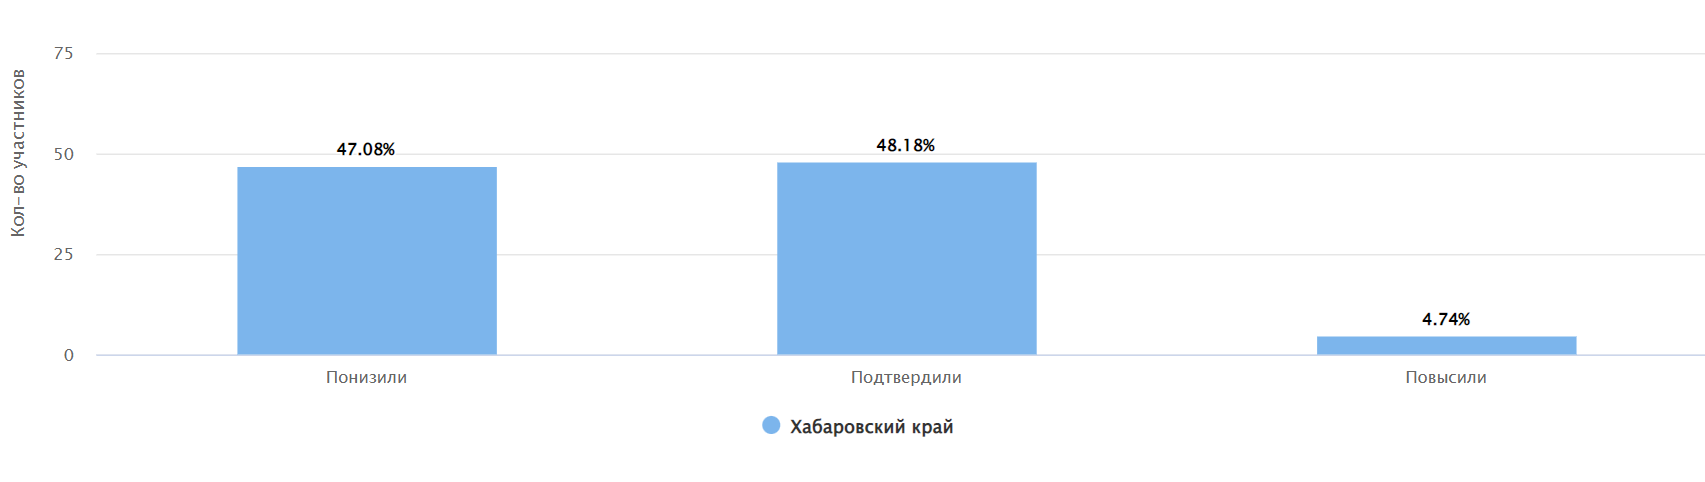 Кол-во участников
75
50
25
0
47.08%
48.18%
4.74%
Понизили
Подтвердили
Повысили
Хабаровский край